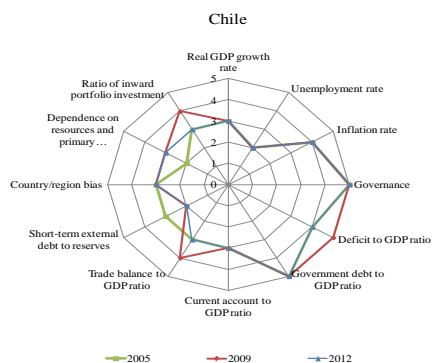 Chile
Real GDP growth
rate
Unemployment rate
Inflation rate
Governance
Deficit to GDP ratio
Government debt to
GDP ratio
Current account to
GDP ratio
Trade balance to
GDP ratio
Short-term external
debt to reserves
Country/region bias
Dependence on
resources and
primary…
Ratio of inward
portfolio investment
5
4
3
2
1
0
2005
2009
2012